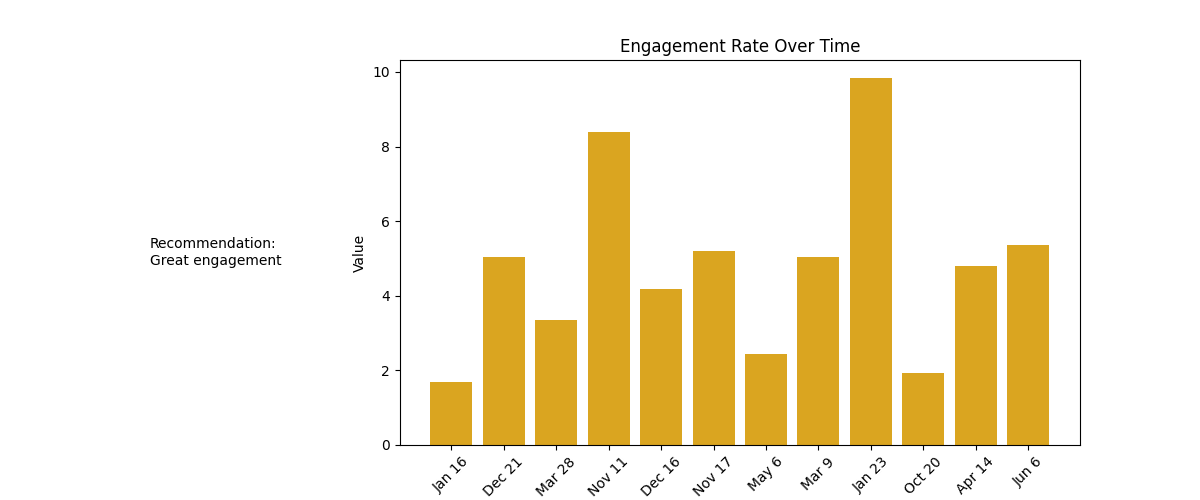 Engagement Rate Over Time
Recommendation:
Great engagement
Value
10
8
6
4
2
0
Jan 16
Dec 21
Mar 28
Nov 11
Dec 16
Nov 17
May 6
Mar 9
Jan 23
Oct 20
Apr 14
Jun 6